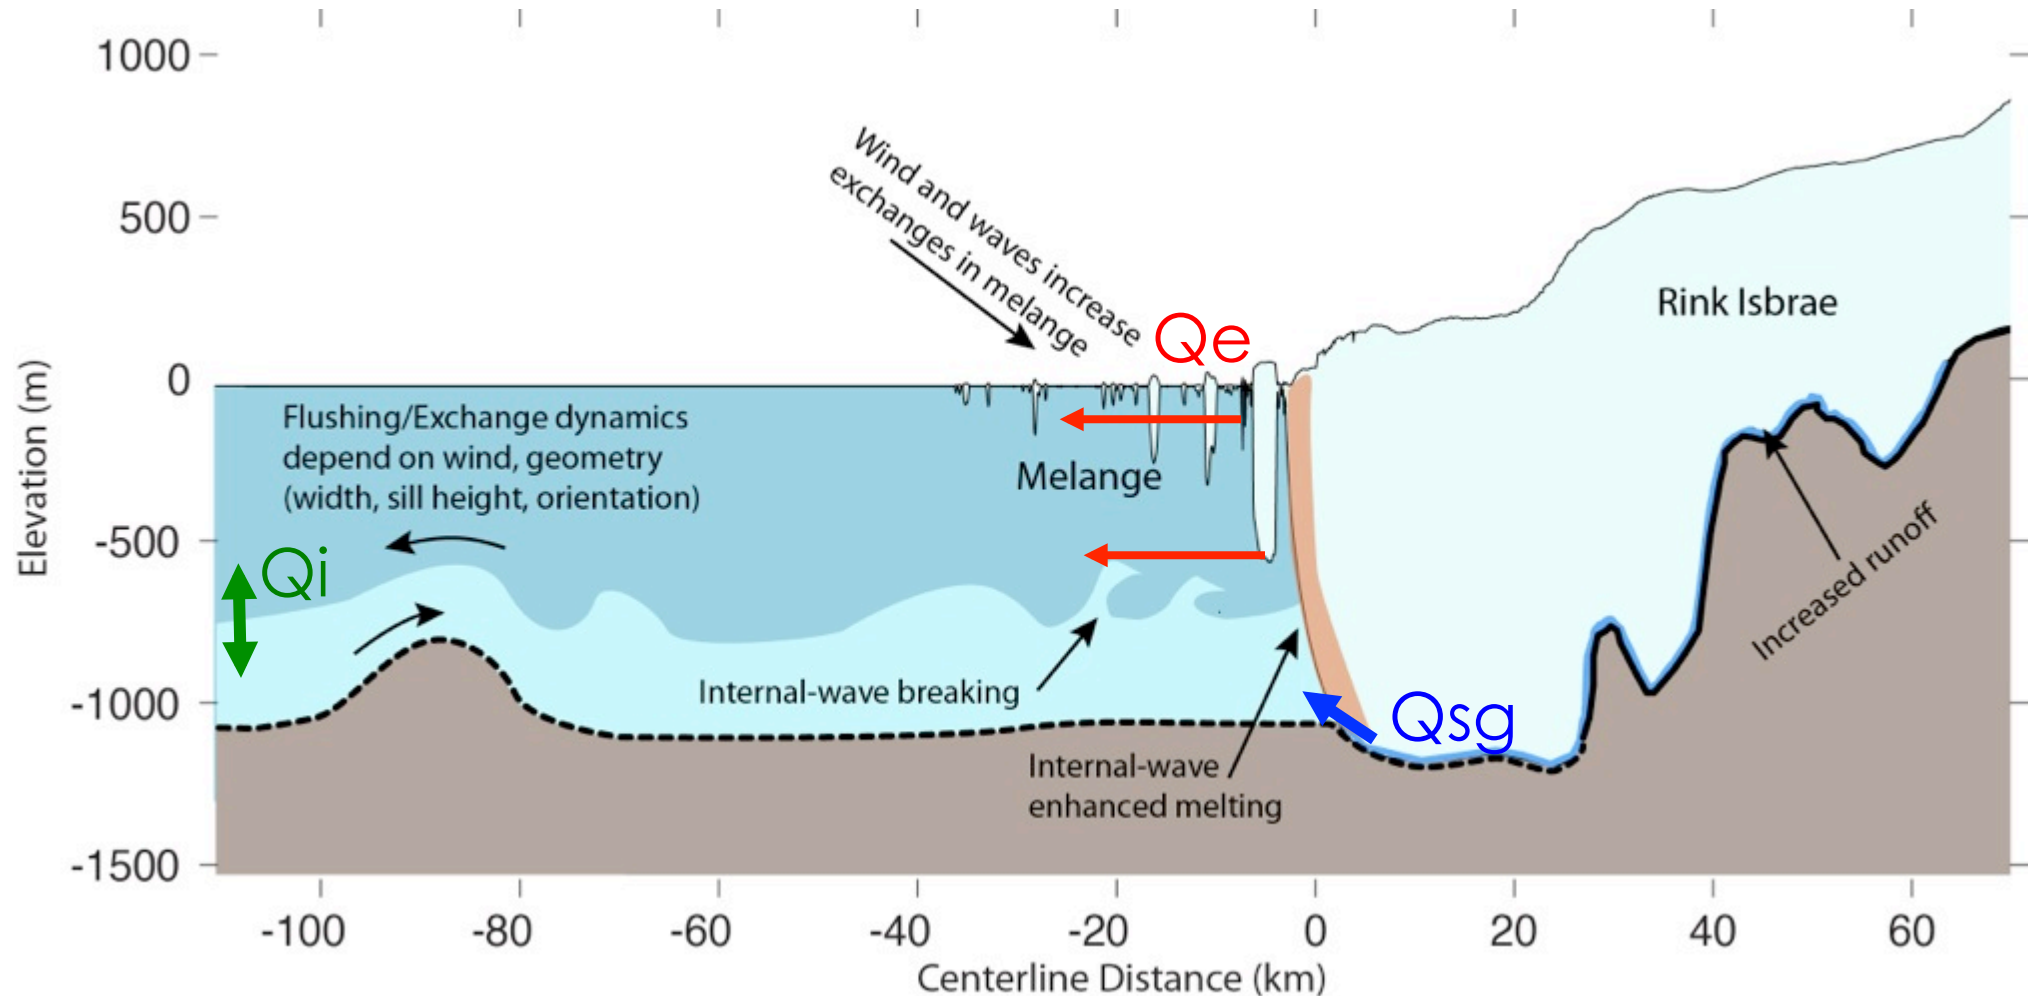 1000
500
0
-500
-1000
-1500
Elevation (m)
Wind and waves increase
exchanges in melange
Qe
Rink Isbrae
Flushing/Exchange dynamics
depend on wind, geometry
(width, sill height, orientation)
Melange
Qi
Internal-wave breaking
Qsg
Increased runoff
Internal-wave
enhanced melting
-100
-80
-60
-40
-20
0
20
40
60
Centerline Distance (km)